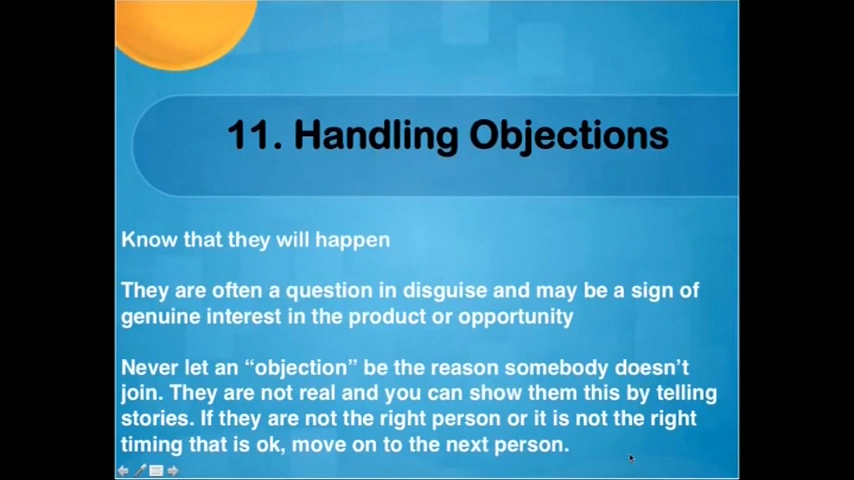 11. Handling Objections
Know that they will happen
They are often a question in disguise and may be a sign of
genuine interest in the product or opportunity
Never let an “objection” be the reason somebody doesn’t
join. They are not real and you can show them this by telling
stories. If they are not the right person or it is not the right
timing that is ok, move on to the next person.